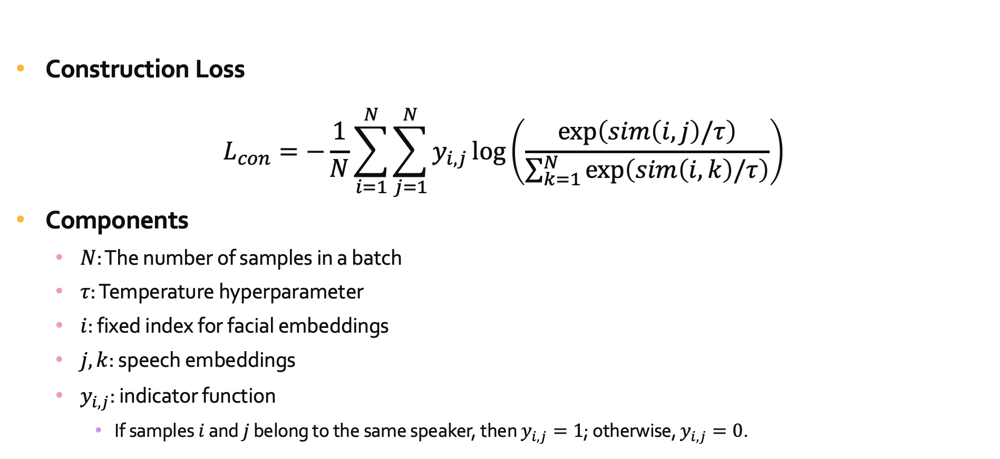 • Construction Loss
L_{con} = -\frac{1}{N} \sum_{i=1}^{N} \sum_{j=1}^{N} y_{i,j} \log\left(\frac{\exp(sim(i,j)/\tau)}{\sum_{k=1}^{N} \exp(sim(i,k)/\tau)}\right)
• Components
• N: The number of samples in a batch
• τ: Temperature hyperparameter
• i: fixed index for facial embeddings
• j, k: speech embeddings
• y_{i,j}: indicator function
• If samples i and j belong to the same speaker, then y_{i,j} = 1; otherwise, y_{i,j} = 0.